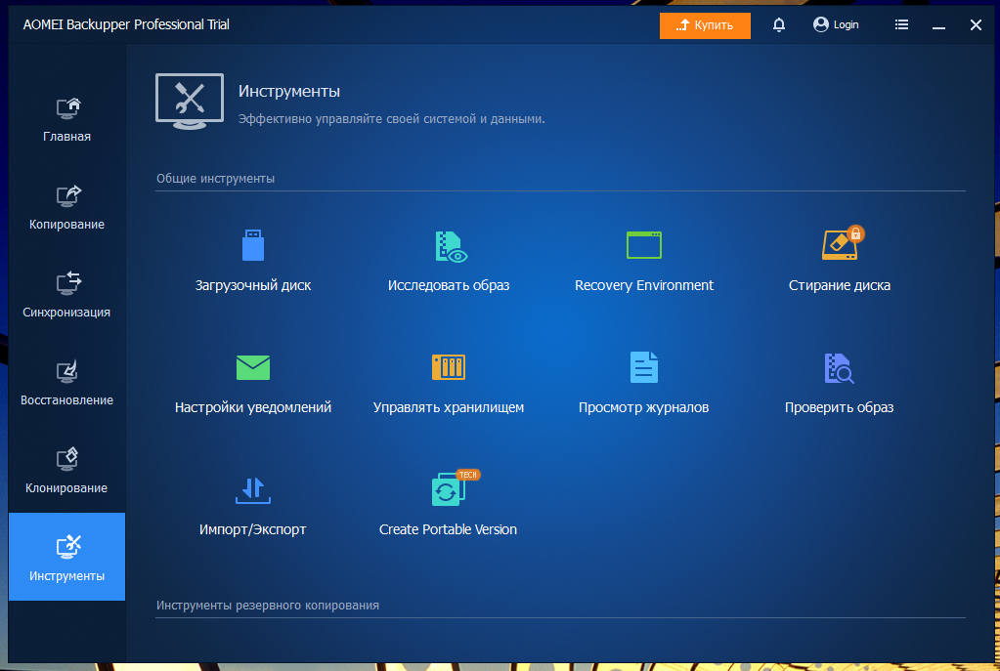 AOMEI Backupper Professional Trial
Купить
Login
Главная
Копирование
Синхронизация
Восстановление
Клонирование
Инструменты
Инструменты
Эффективно управляйте своей системой и данными.
Общие инструменты
Загрузочный диск
Исследовать образ
Recovery Environment
Стирание диска
Настройки уведомлений
Управлять хранилищем
Просмотр журналов
Проверить образ
Импорт/Экспорт
TECH
Create Portable Version
Инструменты резервного копирования